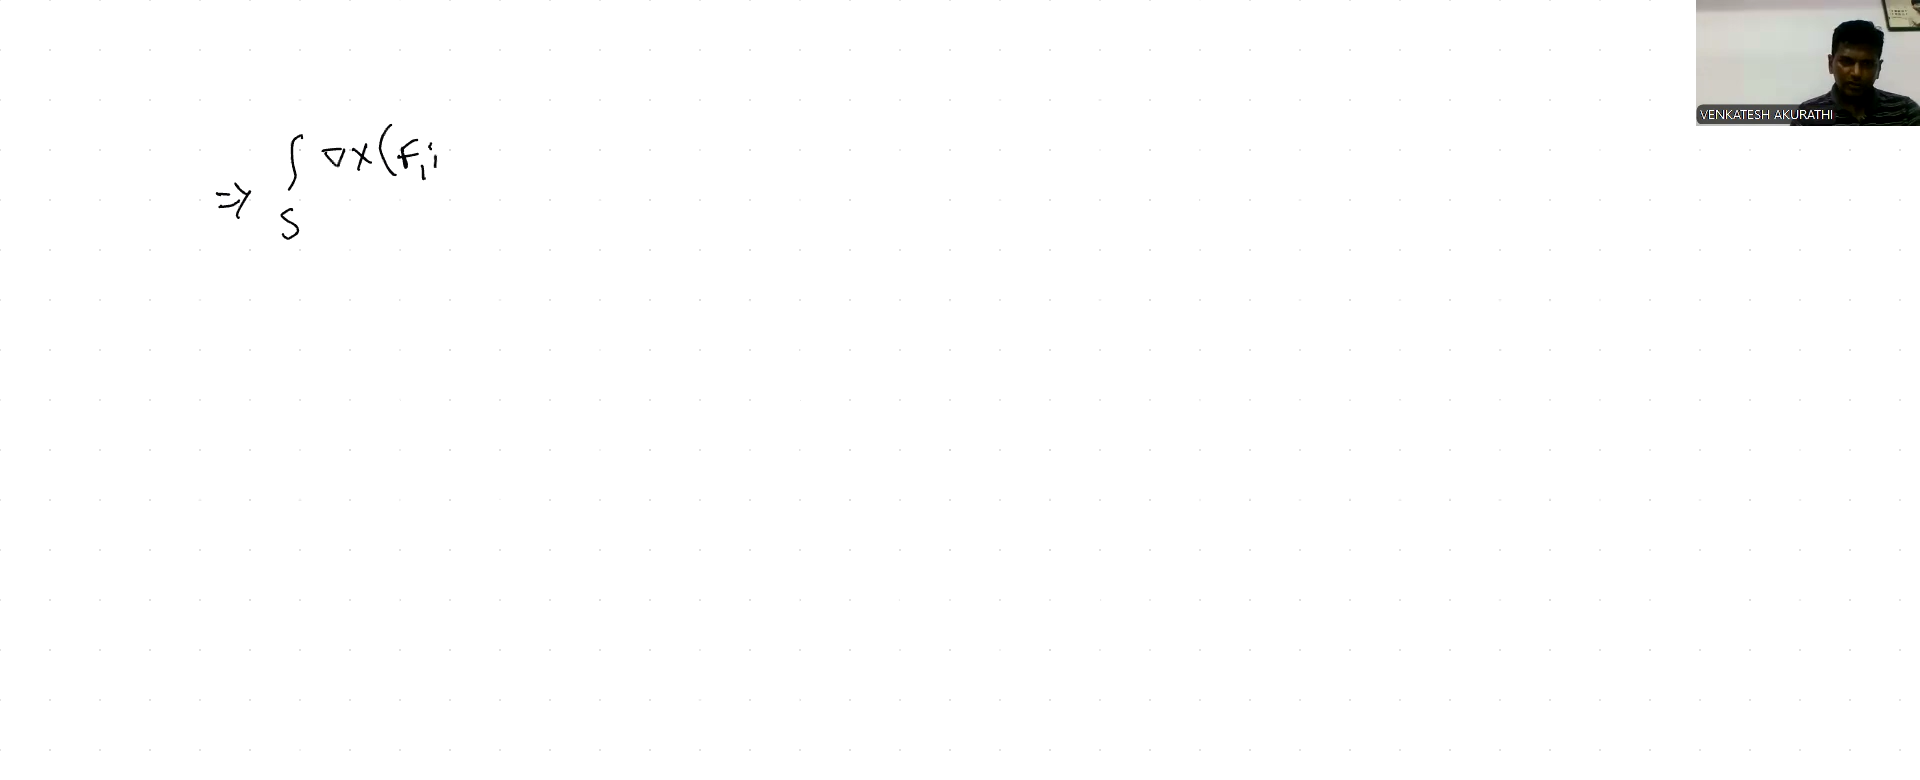 ⇒ ∫ ∇×(F₁i
S
VENKATESH AKURATHI